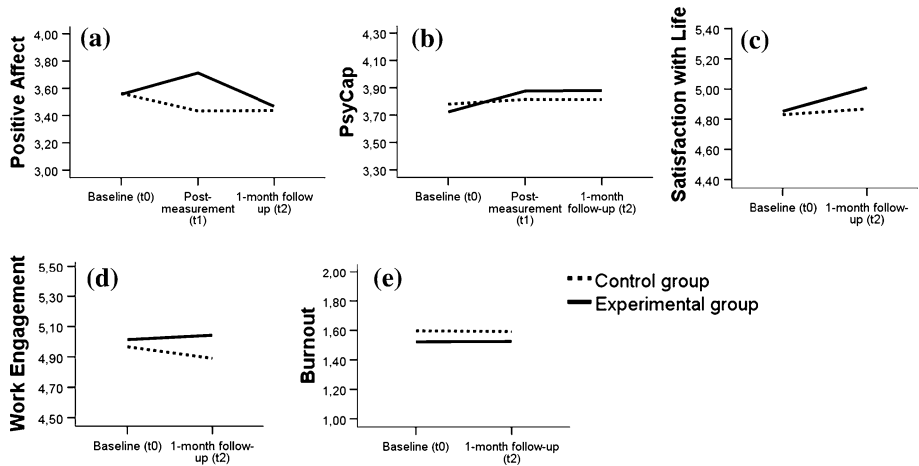 (a)
Positive Affect
4,00
3,80
3,60
3,40
3,20
3,00
Baseline (t0)
Post-
measurement
(t1)
1-month follow
up (t2)
(b)
PsyCap
4,30
4,10
3,90
3,70
3,50
3,30
Baseline (t0)
Post-
measurement
(t1)
1-month
follow-up (t2)
(c)
Satisfaction with Life
5,40
5,20
5,00
4,80
4,60
4,40
Baseline (t0)
1-month follow-
up (t2)
(d)
Work Engagement
5,50
5,30
5,10
4,90
4,70
4,50
Baseline (t0)
1-month follow-
up (t2)
(e)
Burnout
2,00
1,80
1,60
1,40
1,20
1,00
Baseline (t0)
1-month follow-up
(t2)
Control group
Experimental group